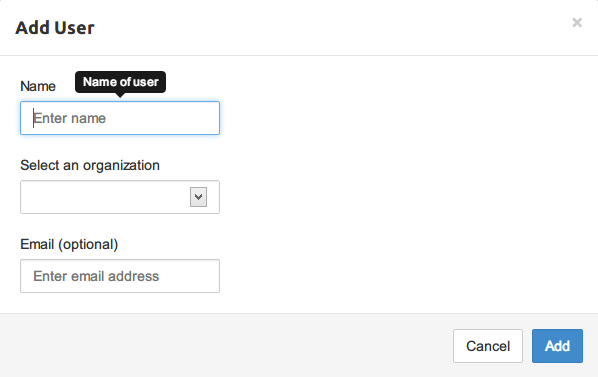 Add User
×
Name
Name of user
Enter name
Select an organization
Email (optional)
Enter email address
Cancel
Add